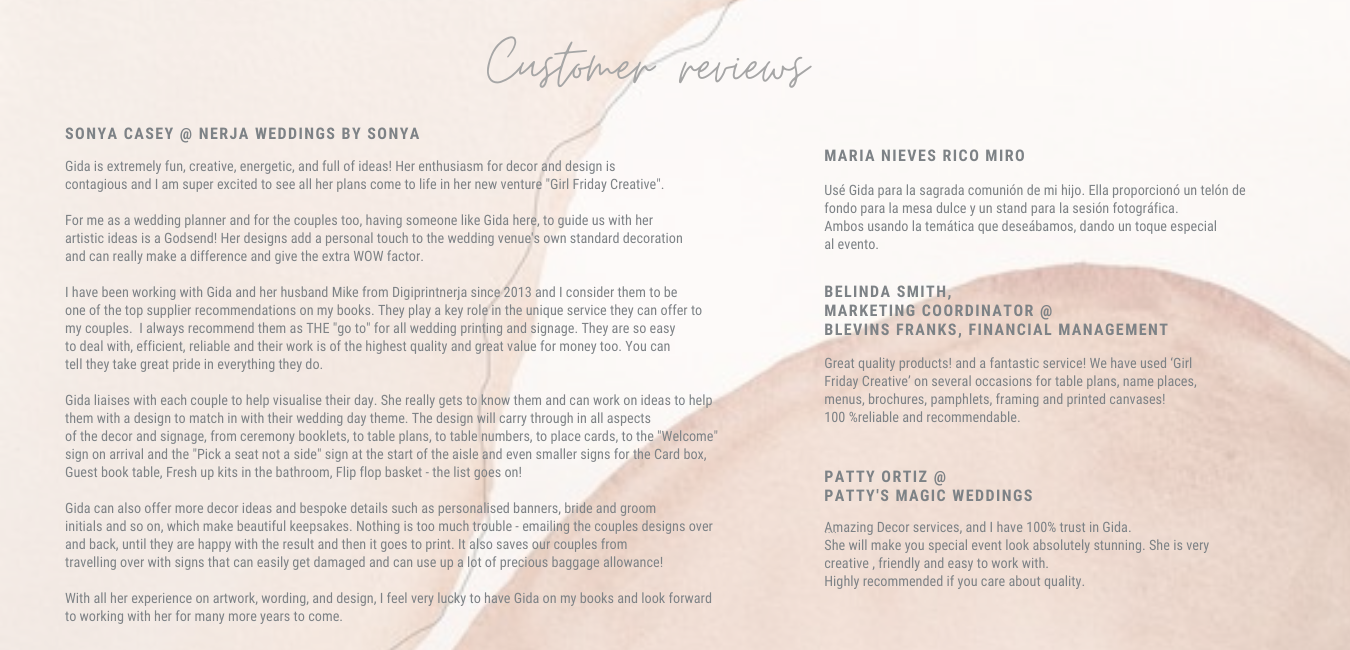 Customer reviews
SONYA CASEY @ NERJA WEDDINGS BY SONYA
Gida is extremely fun, creative, energetic, and full of ideas! Her enthusiasm for decor and design is
contagious and I am super excited to see all her plans come to life in her new venture "Girl Friday Creative".
For me as a wedding planner and for the couples too, having someone like Gida here, to guide us with her
artistic ideas is a Godsend! Her designs add a personal touch to the wedding venue's own standard decoration
and can really make a difference and give the extra WOW factor.
I have been working with Gida and her husband Mike from Digiprintnerja since 2013 and I consider them to be
one of the top supplier recommendations on my books. They play a key role in the unique service they can offer to
my couples.  I always recommend them as THE "go to" for all wedding printing and signage. They are so easy
to deal with, efficient, reliable and their work is of the highest quality and great value for money too. You can
tell they take great pride in everything they do.
Gida liaises with each couple to help visualise their day. She really gets to know them and can work on ideas to help
them with a design to match in with their wedding day theme. The design will carry through in all aspects
of the decor and signage, from ceremony booklets, to table plans, to table numbers, to place cards, to the "Welcome"
sign on arrival and the "Pick a seat not a side" sign at the start of the aisle and even smaller signs for the Card box,
Guest book table, Fresh up kits in the bathroom, Flip flop basket - the list goes on!
Gida can also offer more decor ideas and bespoke details such as personalised banners, bride and groom
initials and so on, which make beautiful keepsakes. Nothing is too much trouble - emailing the couples designs over
and back, until they are happy with the result and then it goes to print. It also saves our couples from
travelling over with signs that can easily get damaged and can use up a lot of precious baggage allowance!
With all her experience on artwork, wording, and design, I feel very lucky to have Gida on my books and look forward
to working with her for many more years to come.
MARIA NIEVES RICO MIRO
Usé Gida para la sagrada comunión de mi hijo. Ella proporcionó un telón de
fondo para la mesa dulce y un stand para la sesión fotográfica.
Ambos usando la temática que deseábamos, dando un toque especial
al evento.
BELINDA SMITH,
MARKETING COORDINATOR @
BLEVINS FRANKS, FINANCIAL MANAGEMENT
Great quality products! and a fantastic service! We have used 'Girl
Friday Creative' on several occasions for table plans, name places,
menus, brochures, pamphlets, framing and printed canvases!
100 %reliable and recommendable.
PATTY ORTIZ @
PATTY'S MAGIC WEDDINGS
Amazing Decor services, and I have 100% trust in Gida.
She will make you special event look absolutely stunning. She is very
creative , friendly and easy to work with.
Highly recommended if you care about quality.